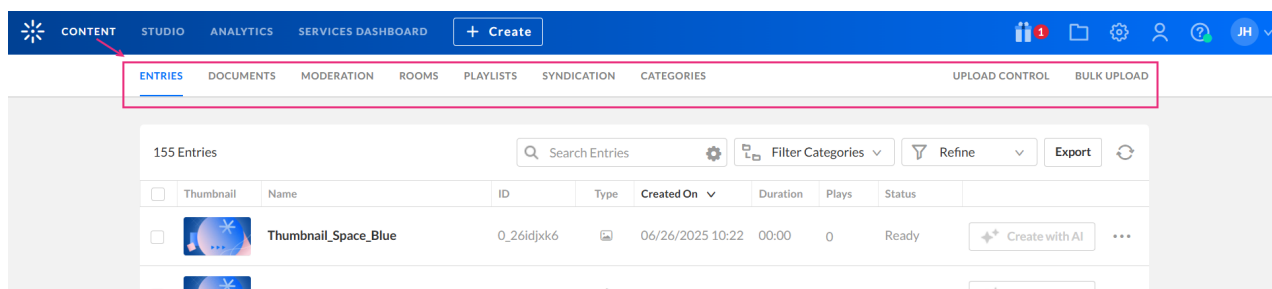 CONTENT STUDIO ANALYTICS SERVICES DASHBOARD + Create 1 JH
ENTRIES DOCUMENTS MODERATION ROOMS PLAYLISTS SYNDICATION CATEGORIES UPLOAD CONTROL BULK UPLOAD
155 Entries Search Entries Filter Categories Refine Export
Thumbnail Name ID Type Created On Duration Plays Status
Thumbnail_Space_Blue 0_26idjxk6 06/26/2025 10:22 00:00 0 Ready Create with AI